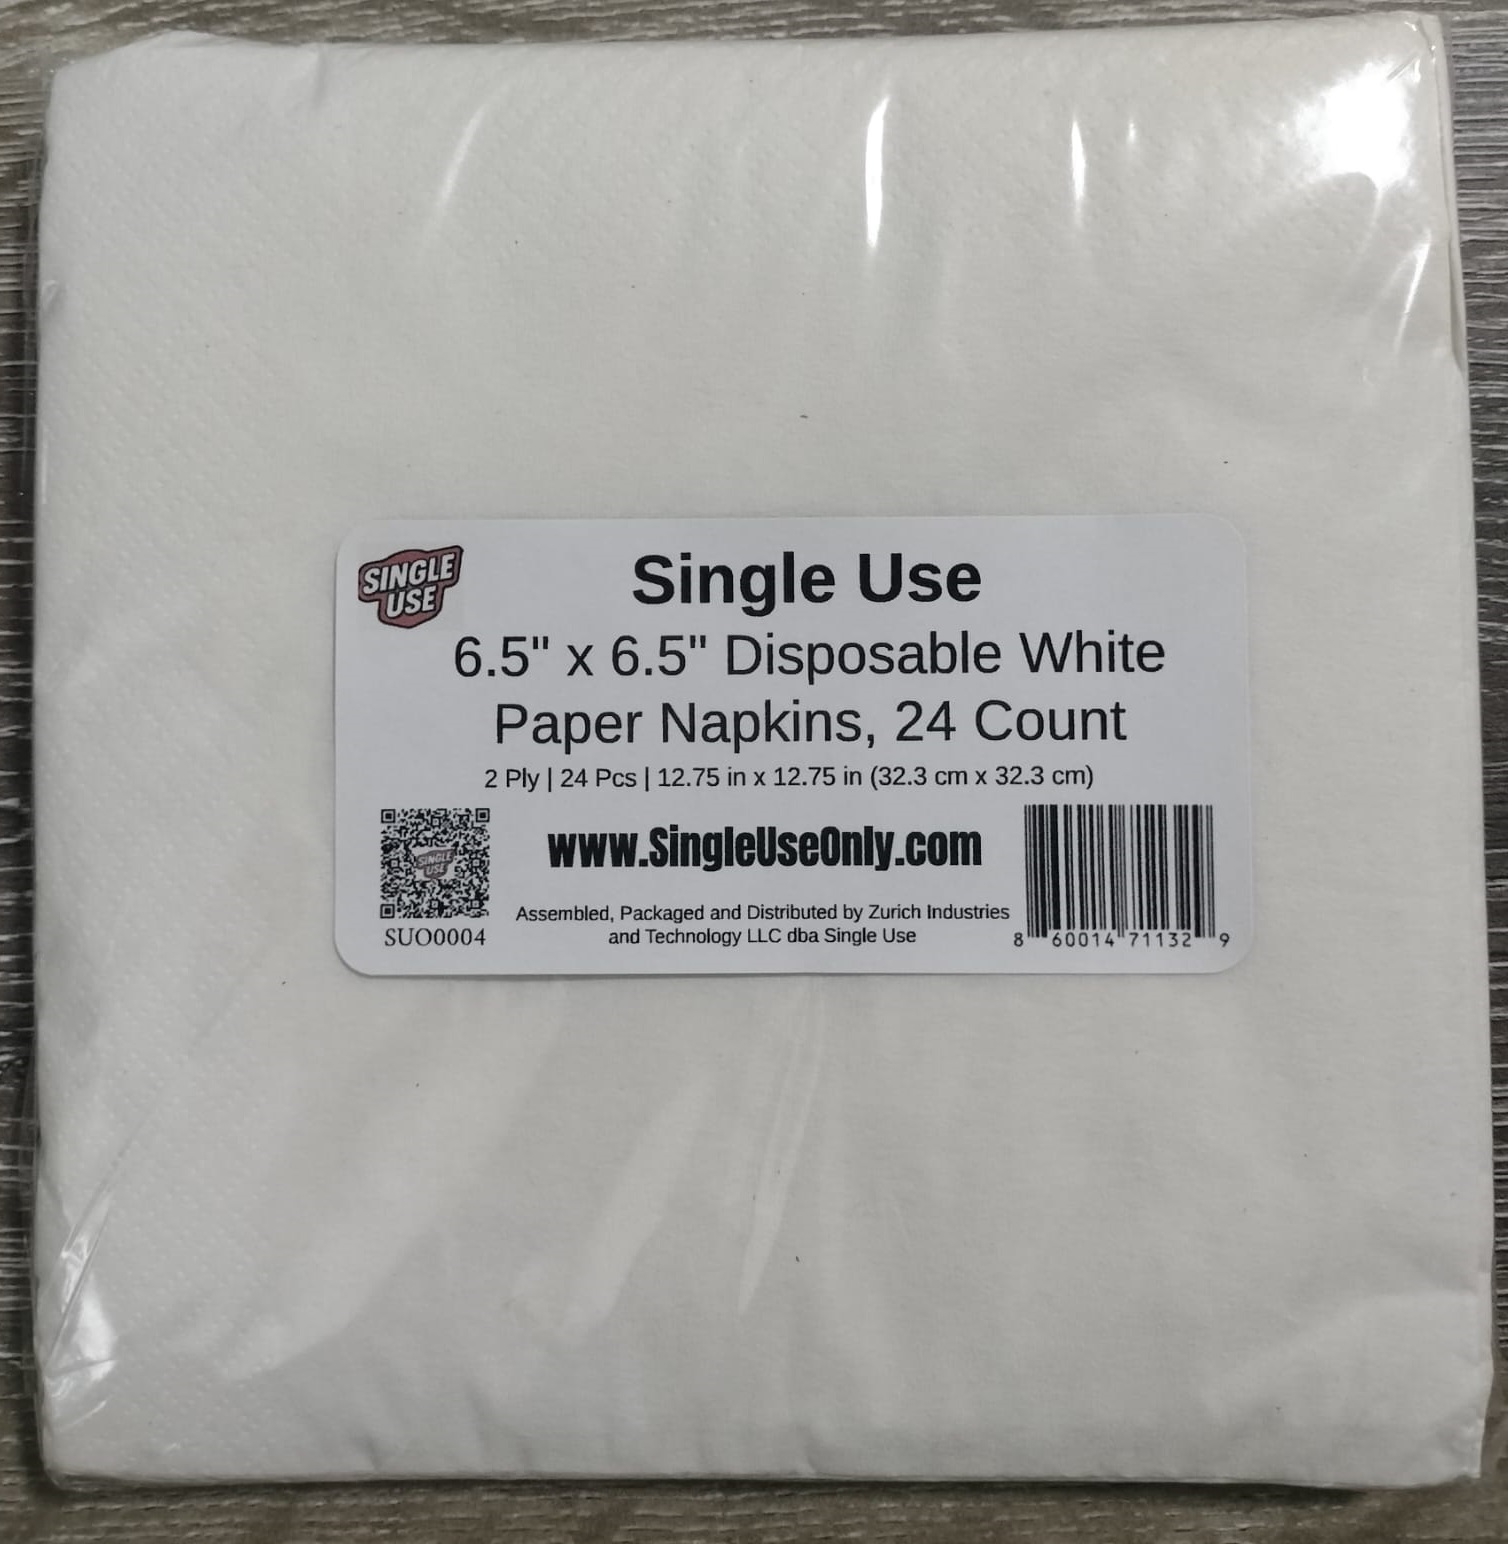 SINGLE
USE
Single Use
6.5" x 6.5" Disposable White
Paper Napkins, 24 Count
2 Ply | 24 Pcs | 12.75 in x 12.75 in (32.3 cm x 32.3 cm)
SINGLE
USE
www.SingleUseOnly.com
Assembled, Packaged and Distributed by Zurich Industries
and Technology LLC dba Single Use
SUO0004
8 60014 71132 9